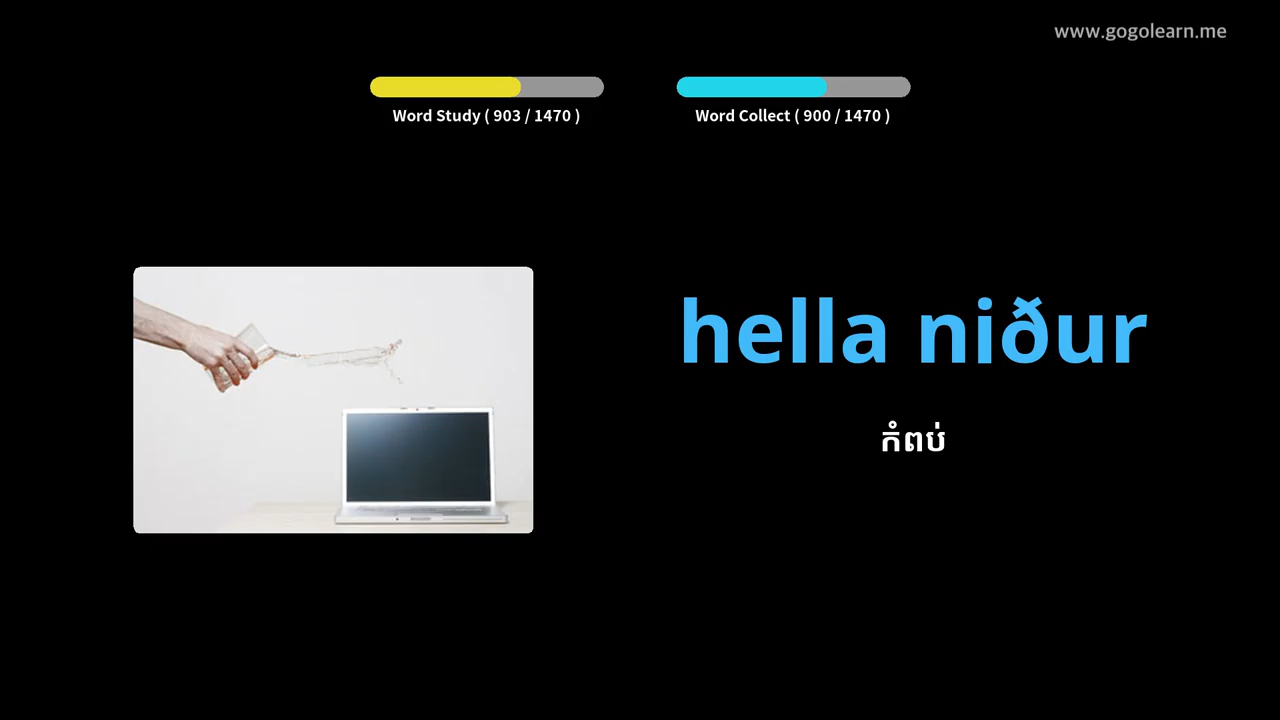 www.gogolearn.me
Word Study ( 903 / 1470 )
Word Collect ( 900 / 1470 )
hella niður
កំពប់